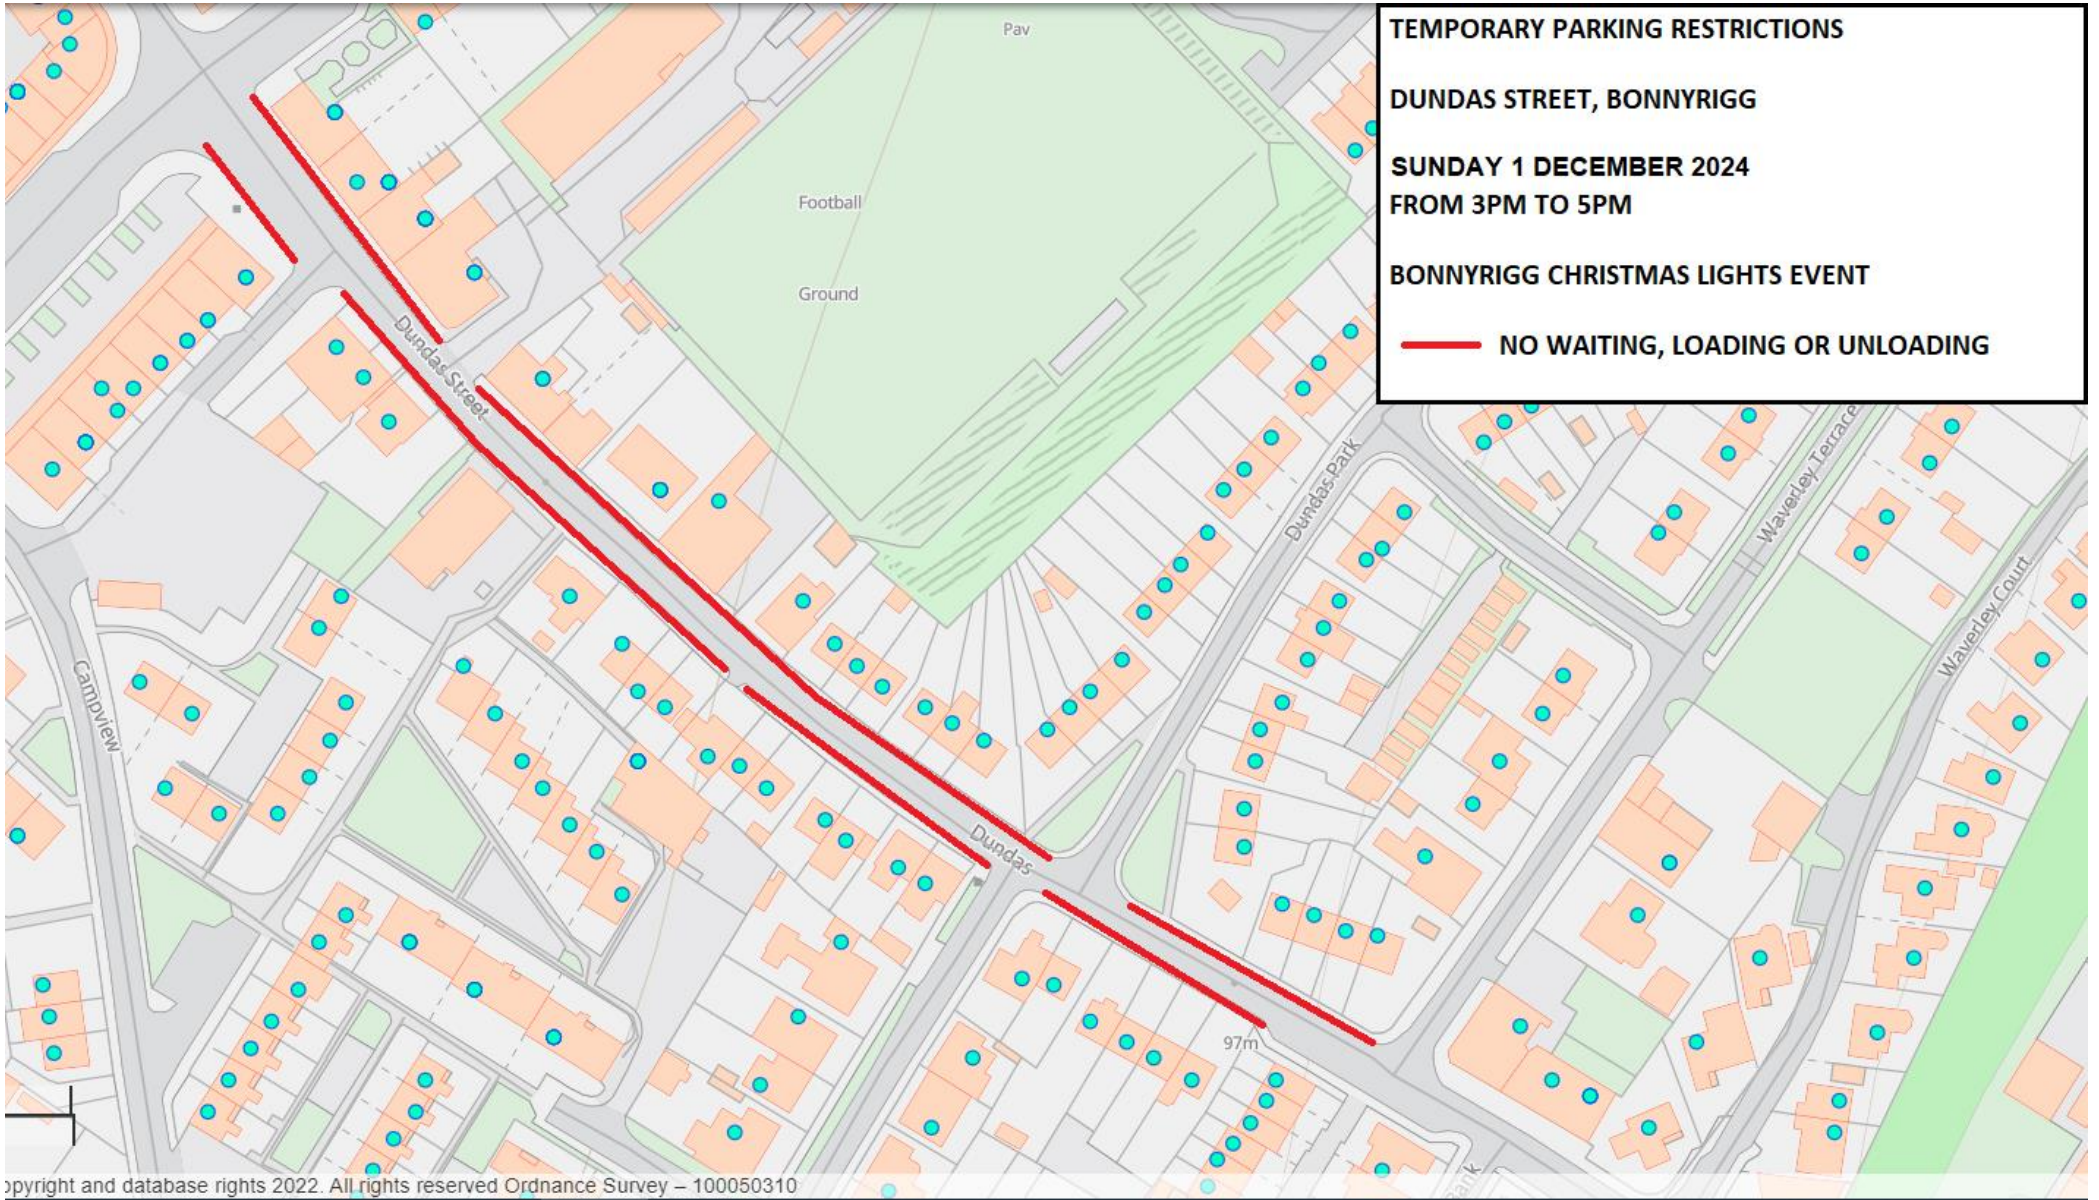 TEMPORARY PARKING RESTRICTIONS
DUNDAS STREET, BONNYRIGG
SUNDAY 1 DECEMBER 2024
FROM 3PM TO 5PM
BONNYRIGG CHRISTMAS LIGHTS EVENT
NO WAITING, LOADING OR UNLOADING
Pav
Football
Ground
Dundas Street
Dundas Park
Waverley Terrace
Waverley Court
Campview
Dundas
97m
ank
opyright and database rights 2022. All rights reserved Ordnance Survey – 100050310